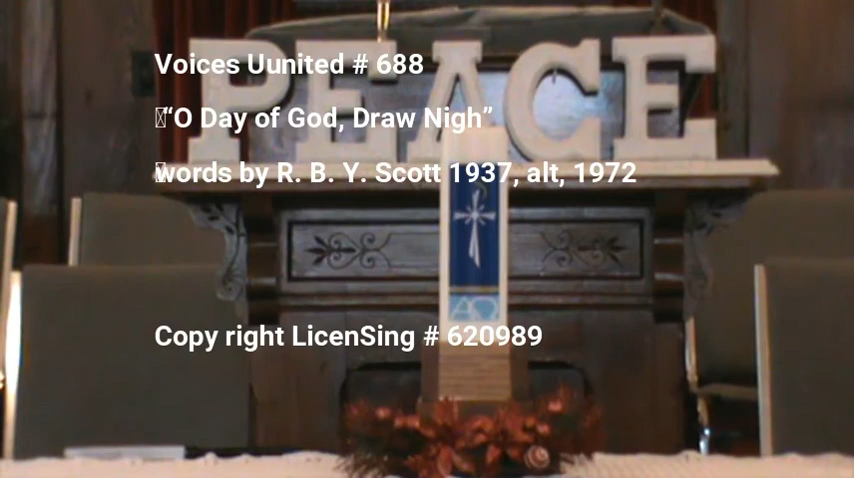 PEACE
Voices Uunited # 688
“O Day of God, Draw Nigh”
words by R. B. Y. Scott 1937, alt, 1972
ΑΩ
Copy right LicenSing # 620989